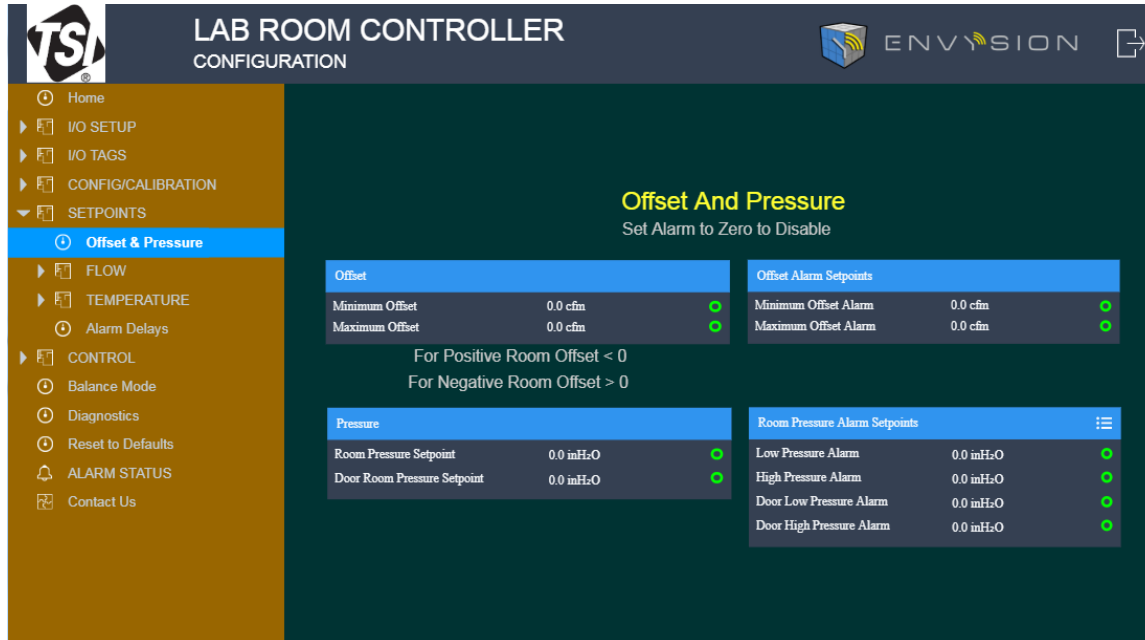 TSI
®
LAB ROOM CONTROLLER
CONFIGURATION
ENVYSION
Home
I/O SETUP
I/O TAGS
CONFIG/CALIBRATION
SETPOINTS
Offset & Pressure
FLOW
TEMPERATURE
Alarm Delays
CONTROL
Balance Mode
Diagnostics
Reset to Defaults
ALARM STATUS
Contact Us
Offset And Pressure
Set Alarm to Zero to Disable
Offset
Minimum Offset 0.0 cfm
Maximum Offset 0.0 cfm
Offset Alarm Setpoints
Minimum Offset Alarm 0.0 cfm
Maximum Offset Alarm 0.0 cfm
For Positive Room Offset < 0
For Negative Room Offset > 0
Pressure
Room Pressure Setpoint 0.0 inH₂O
Door Room Pressure Setpoint 0.0 inH₂O
Room Pressure Alarm Setpoints
Low Pressure Alarm 0.0 inH₂O
High Pressure Alarm 0.0 inH₂O
Door Low Pressure Alarm 0.0 inH₂O
Door High Pressure Alarm 0.0 inH₂O